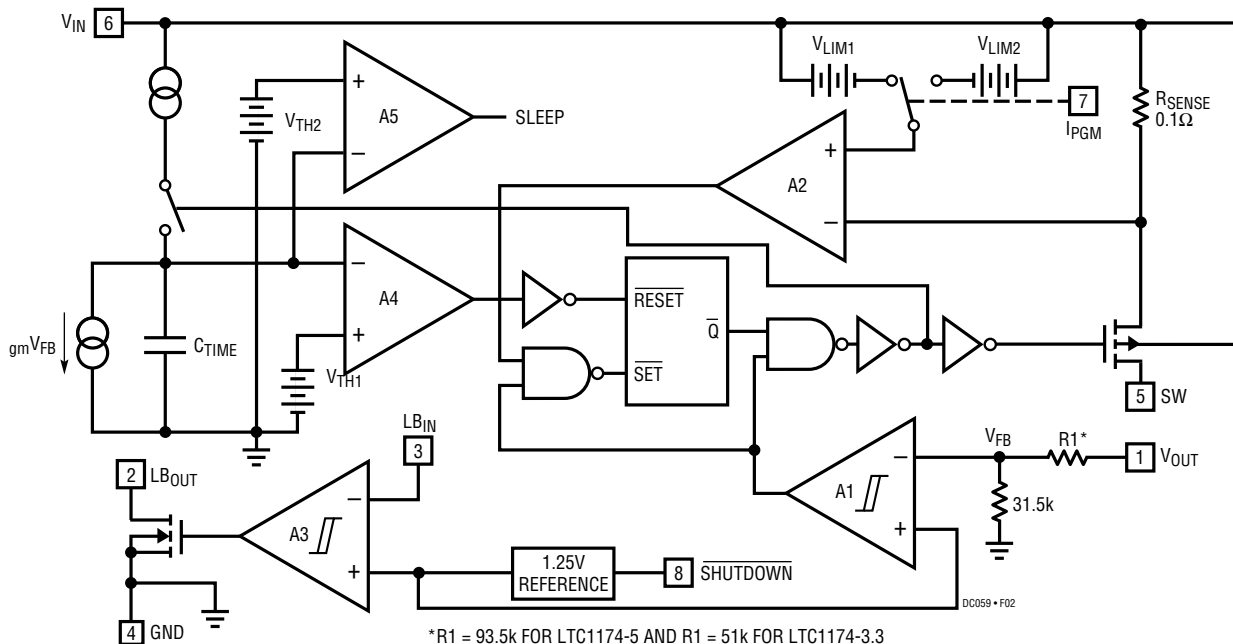 VIN 6
VLIM1
VLIM2
7
IPGM
RSENSE
0.1Ω
+
A5
−
VTH2
SLEEP
+
A2
−
−
A4
+
gmVFB
CTIME
VTH1
RESET
Q
SET
5 SW
LBIN
3
2 LBOUT
−
A3
+
VFB
R1*
1 VOUT
−
A1
+
31.5k
1.25V
REFERENCE
8 SHUTDOWN
4 GND
DC059 • F02
*R1 = 93.5k FOR LTC1174-5 AND R1 = 51k FOR LTC1174-3.3